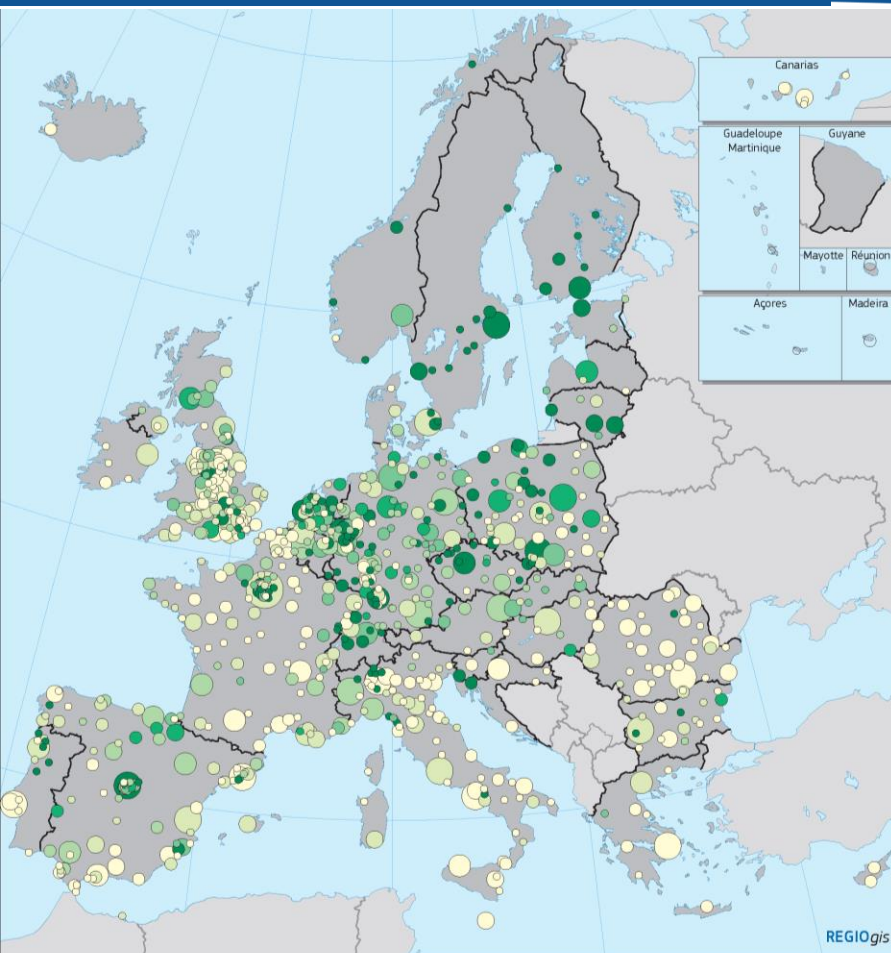 Canarias
Guadeloupe
Martinique
Guyane
Mayotte
Réunion
Açores
Madeira
REGIOgis